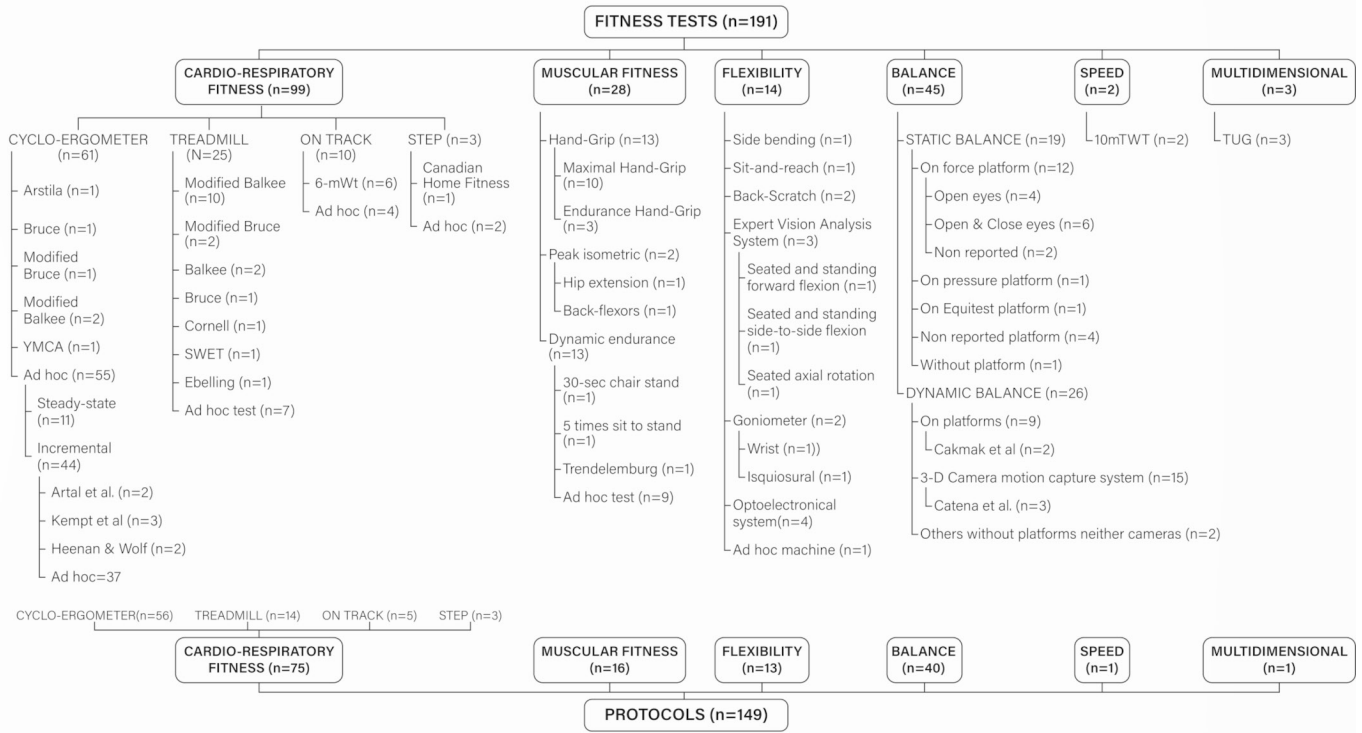 FITNESS TESTS (n=191)
CARDIO-RESPIRATORY
FITNESS (n=99)
CYCLO-ERGOMETER
(n=61)
Arstila (n=1)
Bruce (n=1)
Modified
Bruce (n=1)
Modified
Balkee (n=2)
YMCA (n=1)
Ad hoc (n=55)
Steady-state
(n=11)
Incremental
(n=44)
Artal et al. (n=2)
Kempt et al (n=3)
Heenan & Wolf (n=2)
Ad hoc=37
TREADMILL
(N=25)
Modified Balkee
(n=10)
Modified Bruce
(n=2)
Balkee (n=2)
Bruce (n=1)
Cornell (n=1)
SWET (n=1)
Ebelling (n=1)
Ad hoc test (n=7)
ON TRACK
(n=10)
6-mWt (n=6)
Ad hoc (n=4)
STEP (n=3)
Canadian
Home Fitness
(n=1)
Ad hoc (n=2)
MUSCULAR FITNESS
(n=28)
Hand-Grip (n=13)
Maximal Hand-Grip
(n=10)
Endurance Hand-Grip
(n=3)
Peak isometric (n=2)
Hip extension (n=1)
Back-flexors (n=1)
Dynamic endurance
(n=13)
30-sec chair stand
(n=1)
5 times sit to stand
(n=1)
Trendelemburg (n=1)
Ad hoc test (n=9)
FLEXIBILITY
(n=14)
Side bending (n=1)
Sit-and-reach (n=1)
Back-Scratch (n=2)
Expert Vision Analysis
System (n=3)
Seated and standing
forward flexion (n=1)
Seated and standing
side-to-side flexion
(n=1)
Seated axial rotation
(n=1)
Goniometer (n=2)
Wrist (n=1))
Isquiosural (n=1)
Optoelectronical
system(n=4)
Ad hoc machine (n=1)
BALANCE
(n=45)
STATIC BALANCE (n=19)
On force platform (n=12)
Open eyes (n=4)
Open & Close eyes (n=6)
Non reported (n=2)
On pressure platform (n=1)
On Equitest platform (n=1)
Non reported platform (n=4)
Without platform (n=1)
DYNAMIC BALANCE (n=26)
On platforms (n=9)
Cakmak et al (n=2)
3-D Camera motion capture system (n=15)
Catena et al. (n=3)
Others without platforms neither cameras (n=2)
SPEED
(n=2)
10mTWT (n=2)
MULTIDIMENSIONAL
(n=3)
TUG (n=3)
CYCLO-ERGOMETER(n=56)
TREADMILL (n=14)
ON TRACK (n=5)
STEP (n=3)
CARDIO-RESPIRATORY
FITNESS (n=75)
MUSCULAR FITNESS
(n=16)
FLEXIBILITY
(n=13)
BALANCE
(n=40)
SPEED
(n=1)
MULTIDIMENSIONAL
(n=1)
PROTOCOLS (n=149)